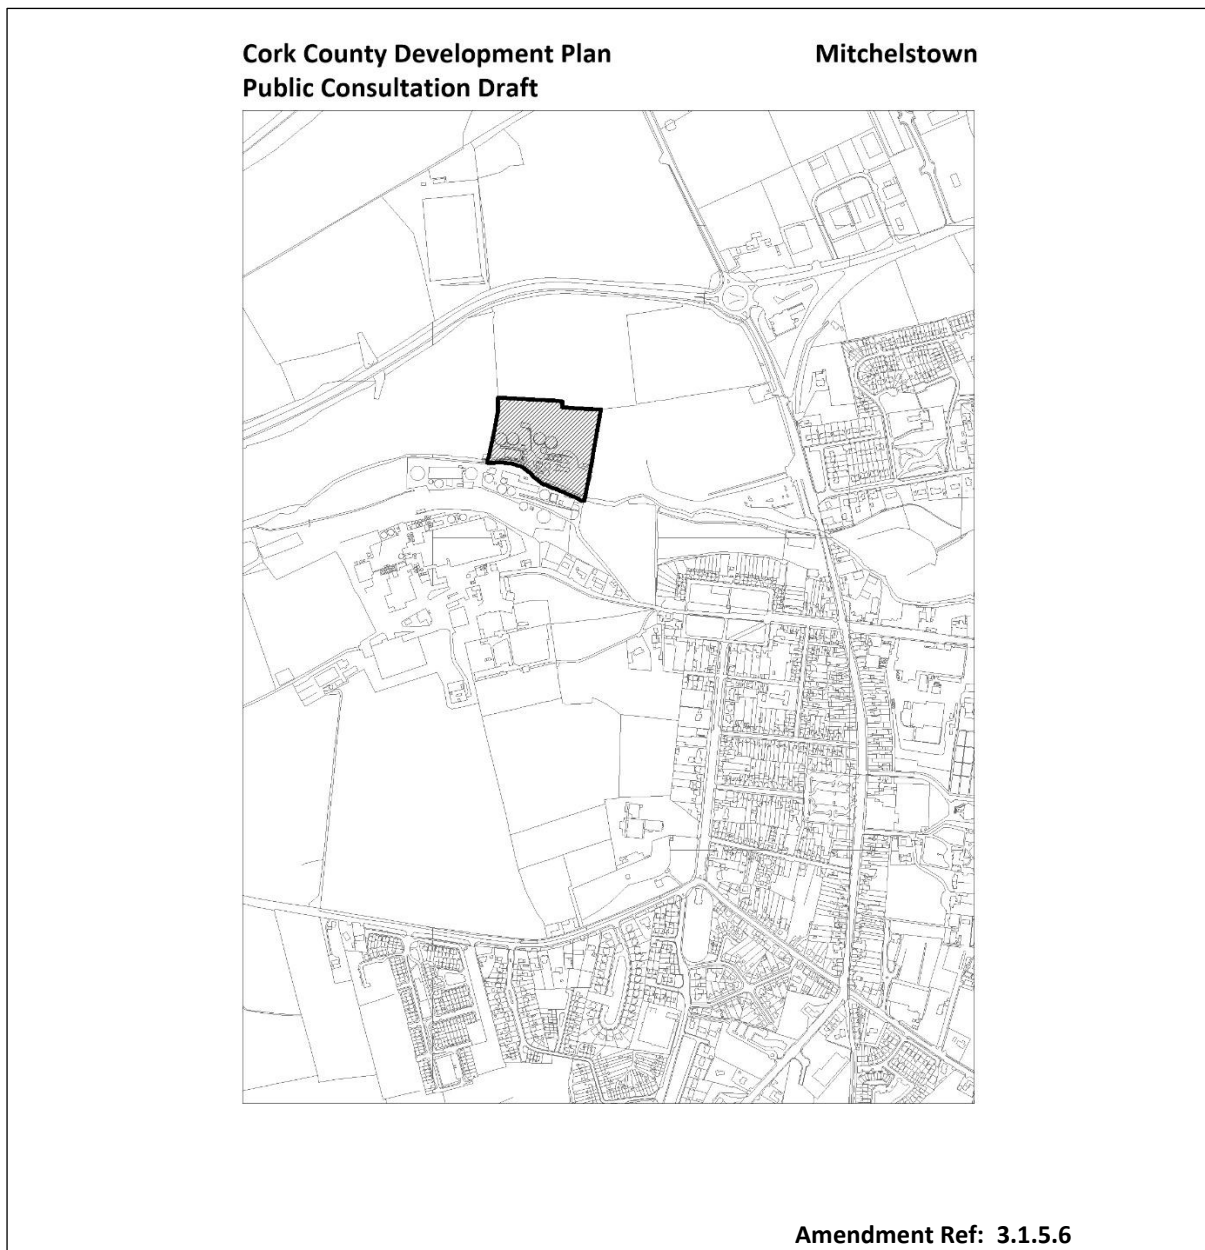 Cork County Development Plan Mitchelstown
Public Consultation Draft
Amendment Ref: 3.1.5.6